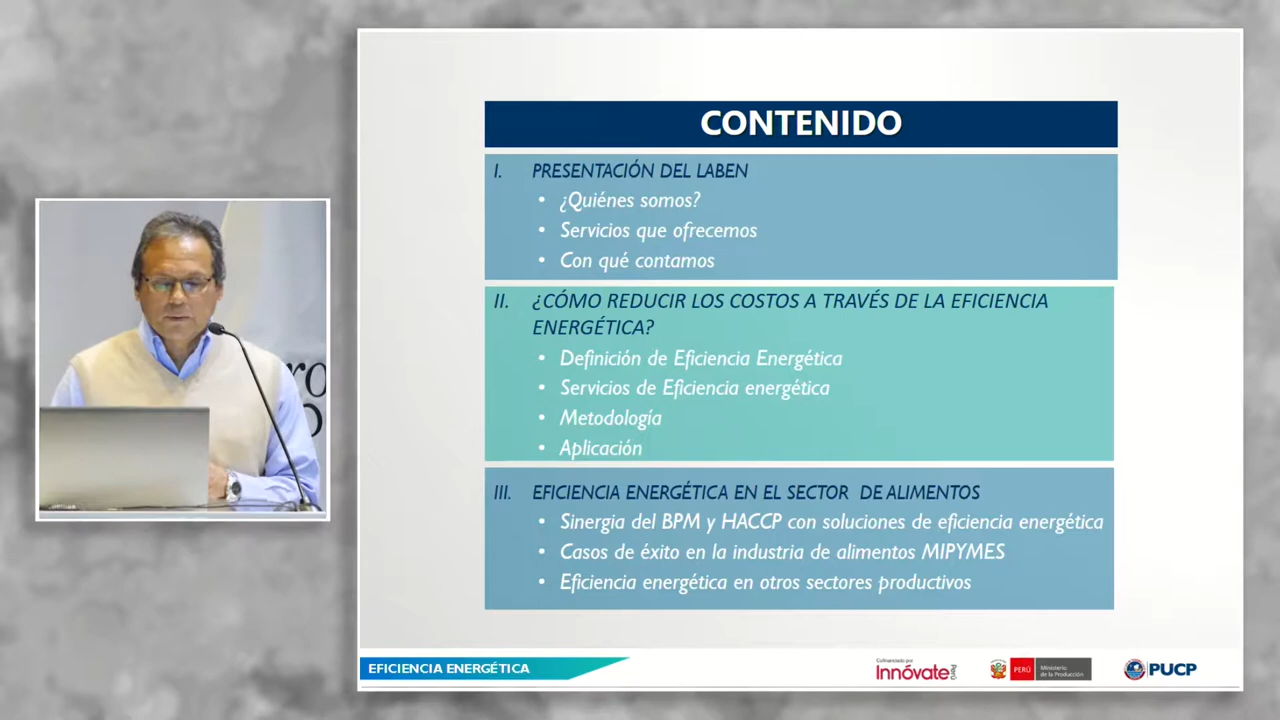 CONTENIDO
I. PRESENTACIÓN DEL LABEN
• ¿Quiénes somos?
• Servicios que ofrecemos
• Con qué contamos
II. ¿CÓMO REDUCIR LOS COSTOS A TRAVÉS DE LA EFICIENCIA
ENERGÉTICA?
• Definición de Eficiencia Energética
• Servicios de Eficiencia energética
• Metodología
• Aplicación
III. EFICIENCIA ENERGÉTICA EN EL SECTOR DE ALIMENTOS
• Sinergia del BPM y HACCP con soluciones de eficiencia energética
• Casos de éxito en la industria de alimentos MIPYMES
• Eficiencia energética en otros sectores productivos
EFICIENCIA ENERGÉTICA
Cofinanciado por
Innóvate Perú
PERÚ
Ministerio
de la Producción
PUCP